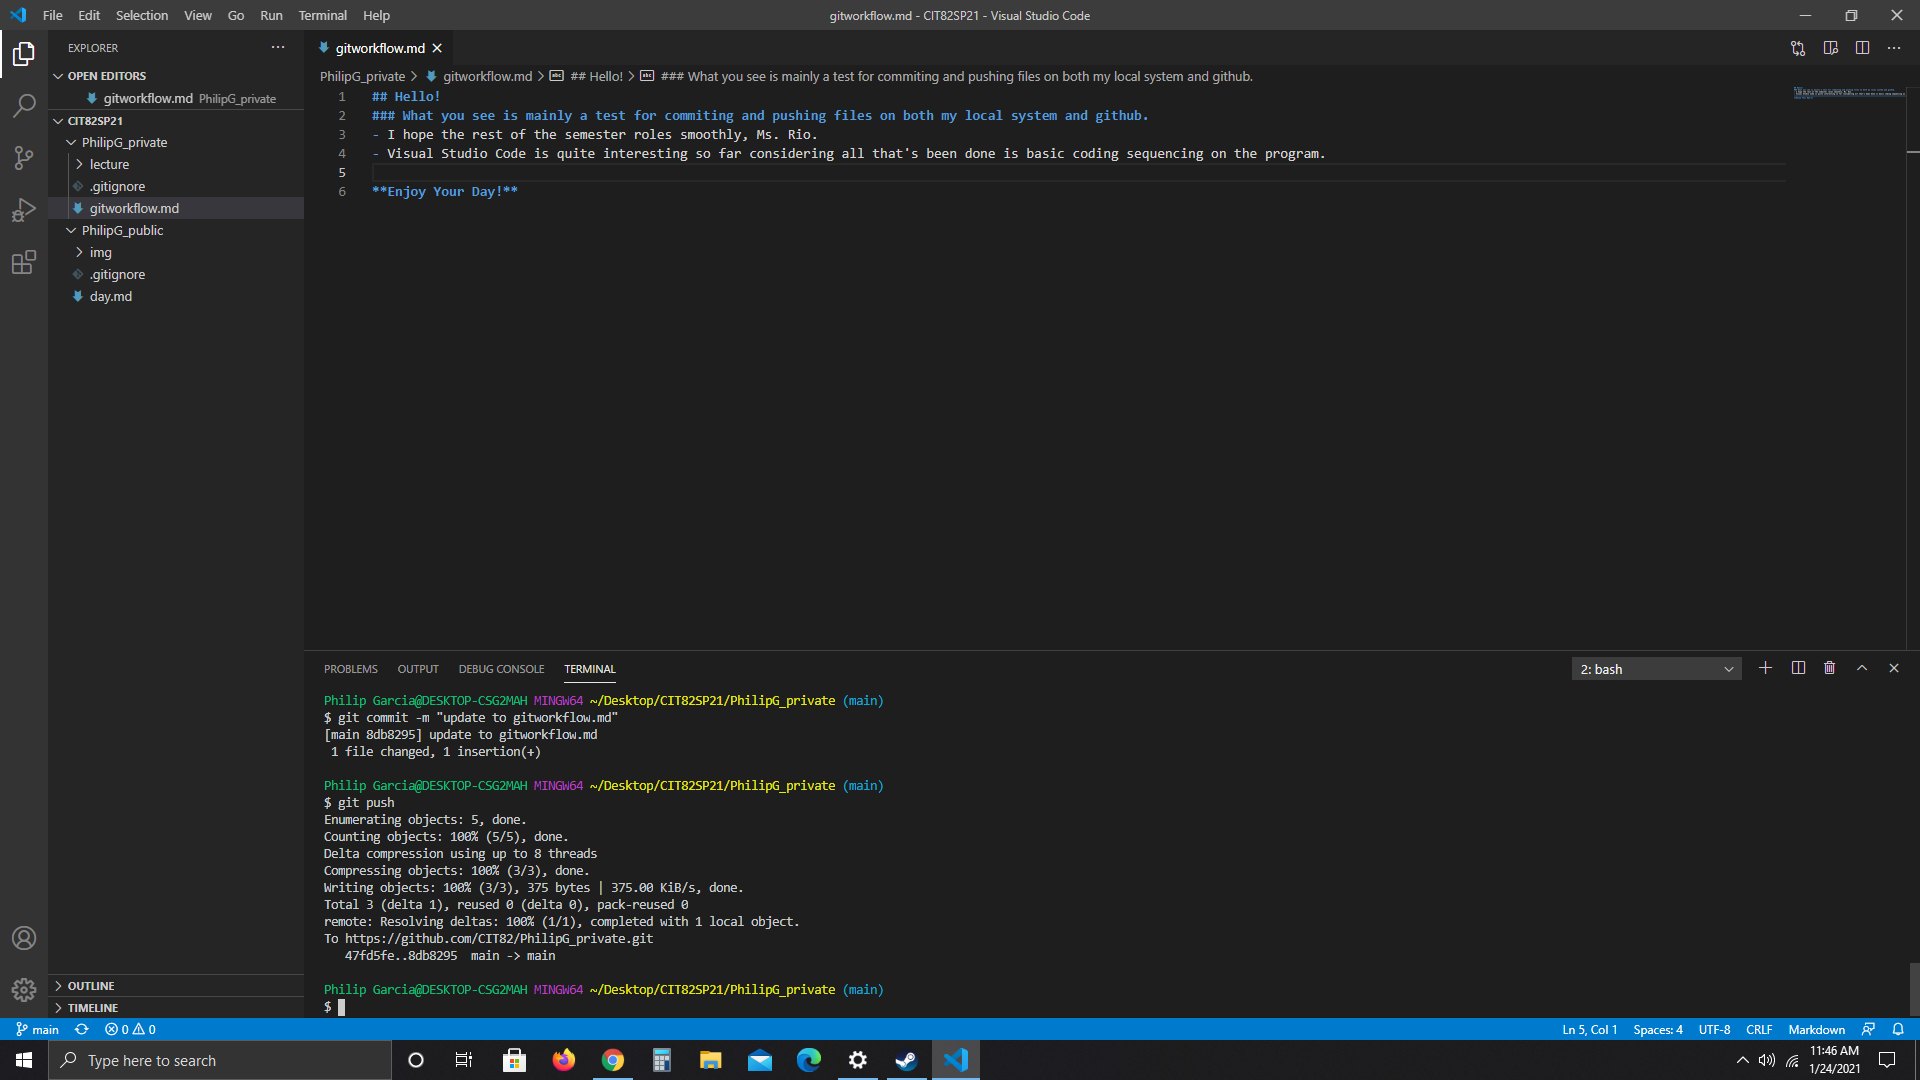 File Edit Selection View Go Run Terminal Help
gitworkflow.md - CIT82SP21 - Visual Studio Code
EXPLORER
OPEN EDITORS
gitworkflow.md PhilipG_private
CIT82SP21
PhilipG_private
lecture
.gitignore
gitworkflow.md
PhilipG_public
img
.gitignore
day.md
OUTLINE
TIMELINE
gitworkflow.md
PhilipG_private > gitworkflow.md > ## Hello! > ### What you see is mainly a test for commiting and pushing files on both my local system and github.
1 ## Hello!
2 ### What you see is mainly a test for commiting and pushing files on both my local system and github.
3 - I hope the rest of the semester roles smoothly, Ms. Rio.
4 - Visual Studio Code is quite interesting so far considering all that's been done is basic coding sequencing on the program.
5
6 **Enjoy Your Day!**
PROBLEMS OUTPUT DEBUG CONSOLE TERMINAL
2: bash
Philip Garcia@DESKTOP-CSG2MAH MINGW64 ~/Desktop/CIT82SP21/PhilipG_private (main)
$ git commit -m "update to gitworkflow.md"
[main 8db8295] update to gitworkflow.md
1 file changed, 1 insertion(+)
Philip Garcia@DESKTOP-CSG2MAH MINGW64 ~/Desktop/CIT82SP21/PhilipG_private (main)
$ git push
Enumerating objects: 5, done.
Counting objects: 100% (5/5), done.
Delta compression using up to 8 threads
Compressing objects: 100% (3/3), done.
Writing objects: 100% (3/3), 375 bytes | 375.00 KiB/s, done.
Total 3 (delta 1), reused 0 (delta 0), pack-reused 0
remote: Resolving deltas: 100% (1/1), completed with 1 local object.
To https://github.com/CIT82/PhilipG_private.git
47fd5fe..8db8295 main -> main
Philip Garcia@DESKTOP-CSG2MAH MINGW64 ~/Desktop/CIT82SP21/PhilipG_private (main)
$
main 0 0
Ln 5, Col 1 Spaces: 4 UTF-8 CRLF Markdown
Type here to search
11:46 AM
1/24/2021